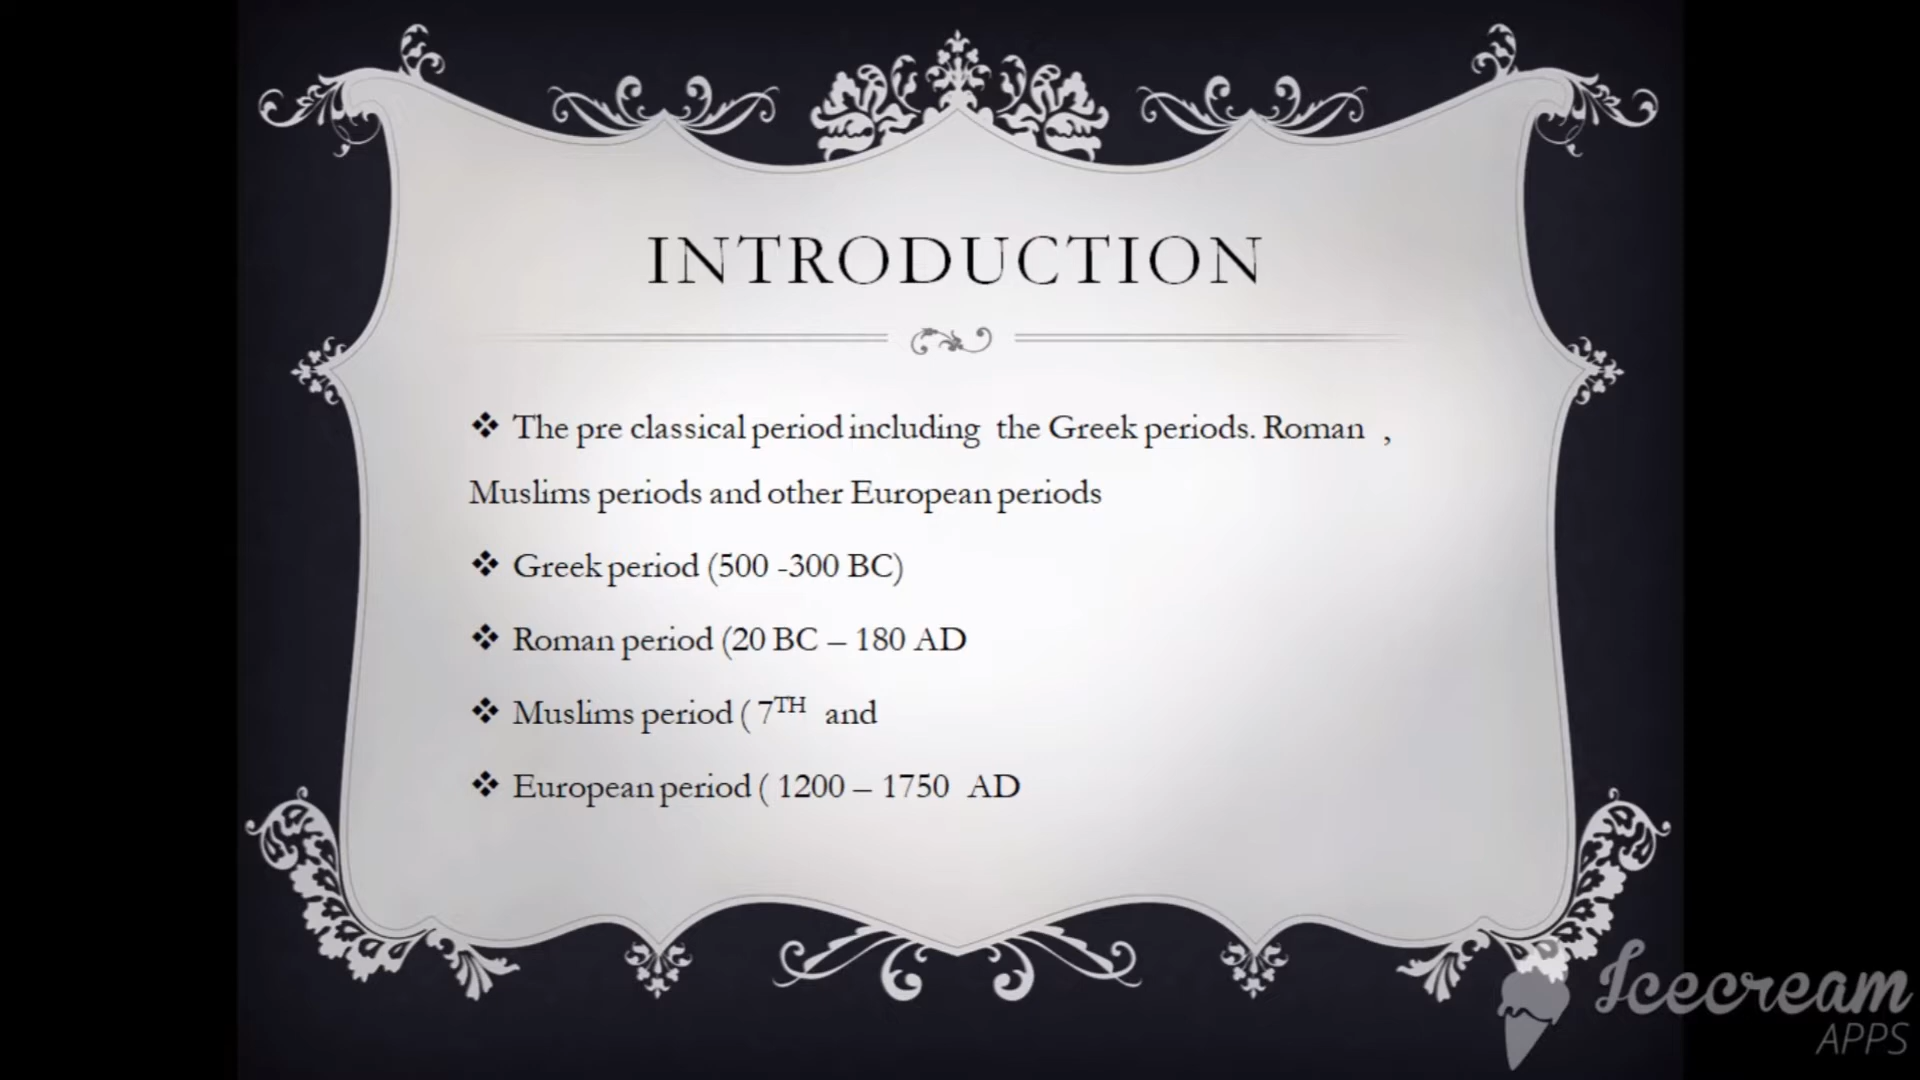 INTRODUCTION
❖ The pre classical period including the Greek periods. Roman ,
Muslims periods and other European periods
❖ Greek period (500 -300 BC)
❖ Roman period (20 BC – 180 AD
❖ Muslims period ( 7TH and
❖ European period ( 1200 – 1750 AD
Icecream
APPS